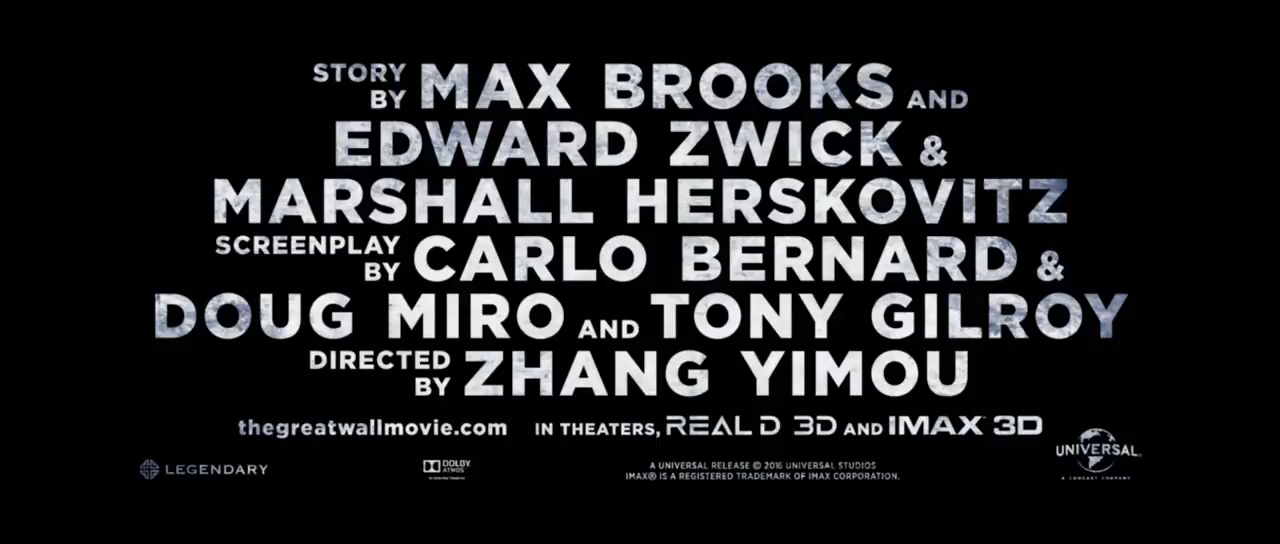 STORY BY MAX BROOKS AND
EDWARD ZWICK &
MARSHALL HERSKOVITZ
SCREENPLAY BY CARLO BERNARD &
DOUG MIRO AND TONY GILROY
DIRECTED BY ZHANG YIMOU
thegreatwallmovie.com IN THEATERS, REAL D 3D AND IMAX 3D
LEGENDARY
DOLBY ATMOS
A UNIVERSAL RELEASE © 2016 UNIVERSAL STUDIOS
IMAX® IS A REGISTERED TRADEMARK OF IMAX CORPORATION.
UNIVERSAL
A COMCAST COMPANY